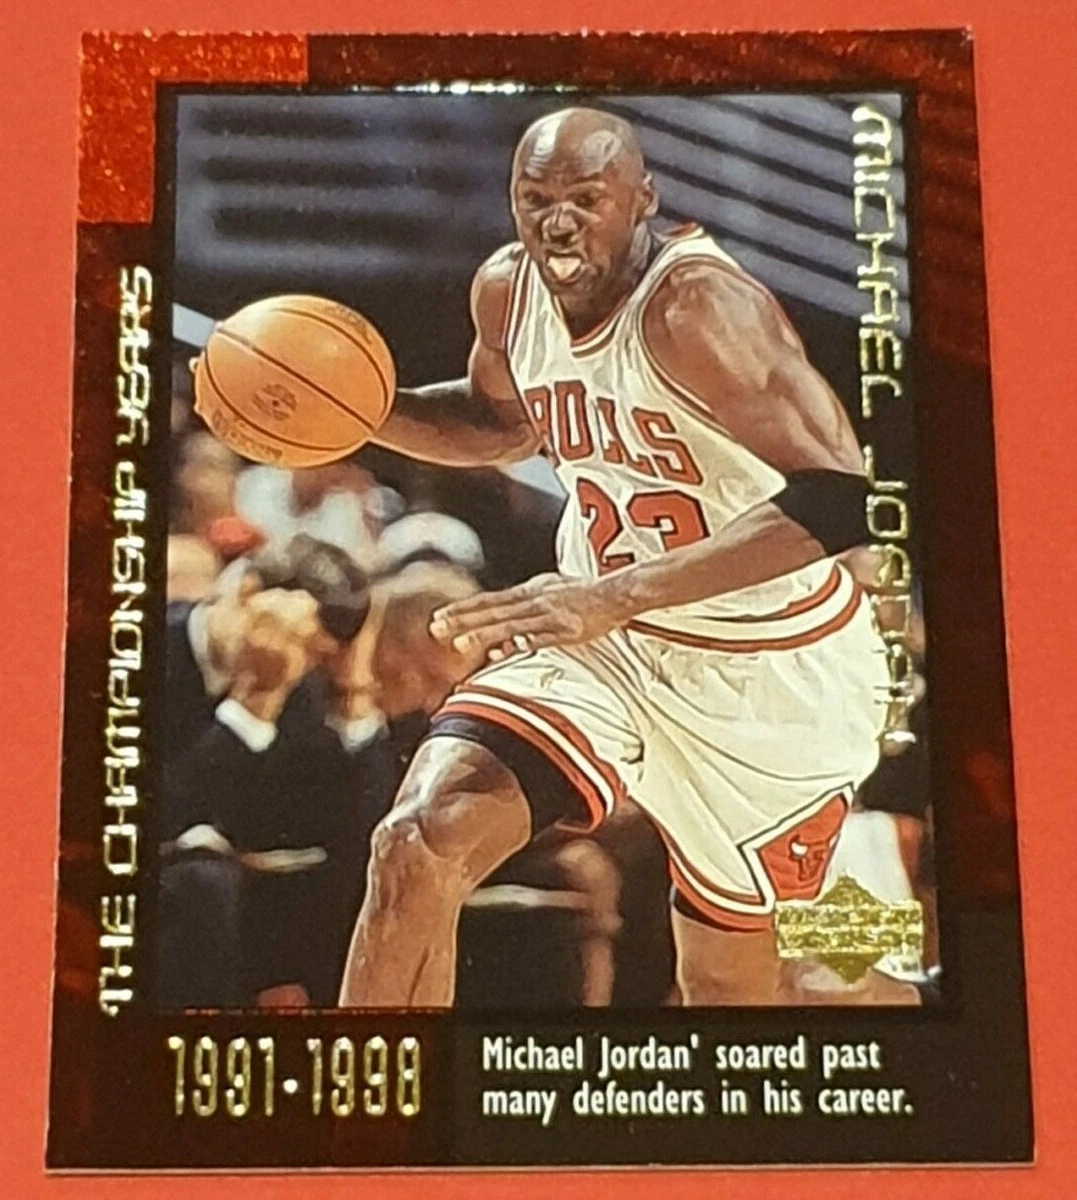 MICHAEL JORDAN
BULLS
23
THE CHAMPIONSHIP YEARS
1991·1998
Michael Jordan' soared past
many defenders in his career.